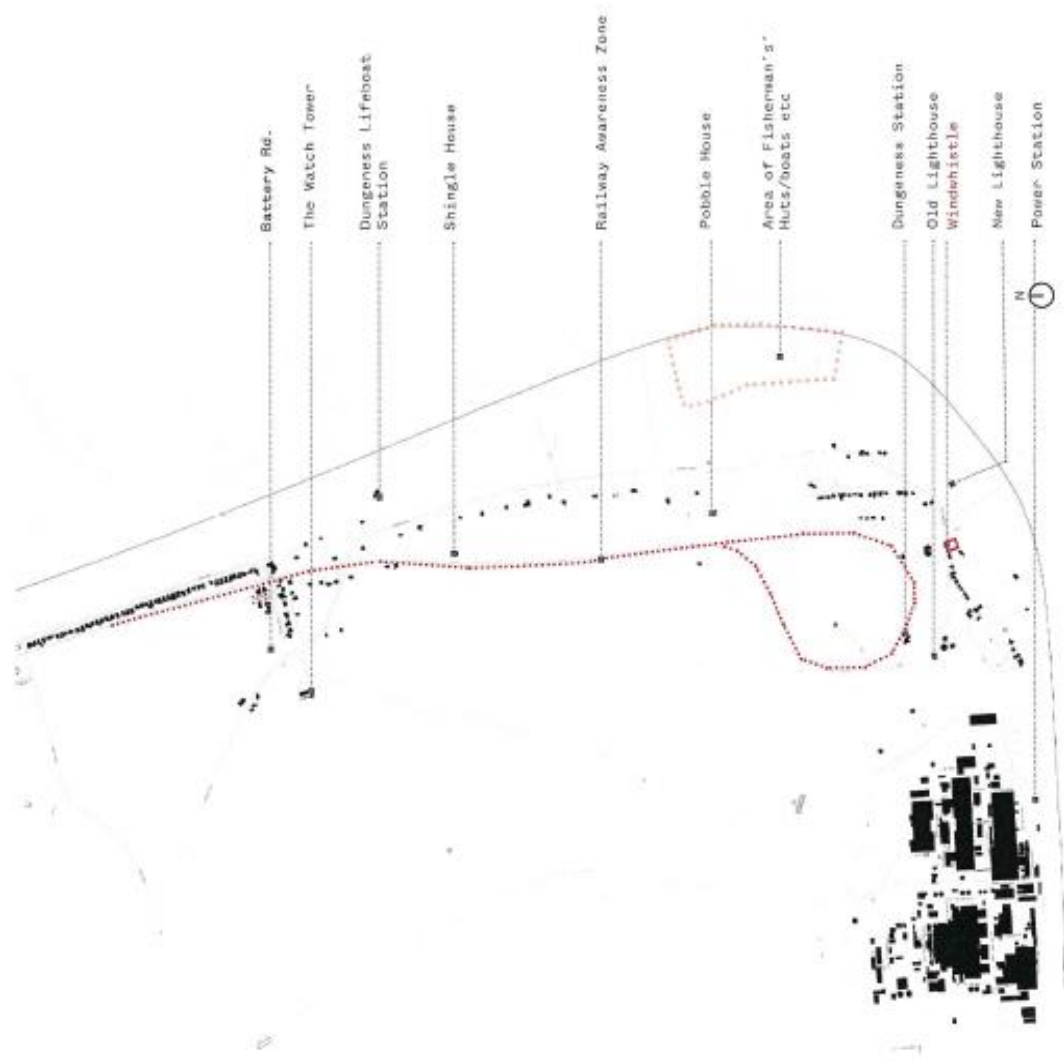 Battery Rd.
The Watch Tower
Dungeness Lifeboat
Station
Shingle House
Railway Awareness Zone
Pobble House
Area of Fisherman's'
Huts/boats etc
Dungeness Station
Old Lighthouse
Windwhistle
New Lighthouse
Power Station
N